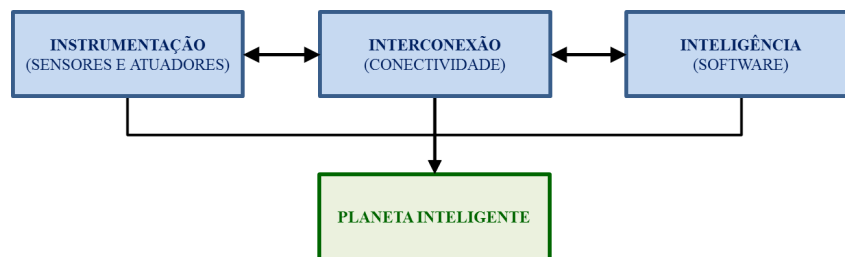 INSTRUMENTAÇÃO
(SENSORES E ATUADORES)
INTERCONEXÃO
(CONECTIVIDADE)
INTELIGÊNCIA
(SOFTWARE)
PLANETA INTELIGENTE